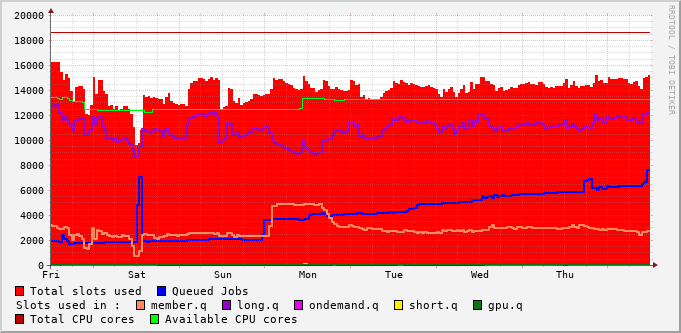 RRDTOOL / TOBI OETIKER
20000
18000
16000
14000
12000
10000
8000
6000
4000
2000
0
Fri Sat Sun Mon Tue Wed Thu
Total slots used Queued Jobs
Slots used in : member.q long.q ondemand.q short.q gpu.q
Total CPU cores Available CPU cores